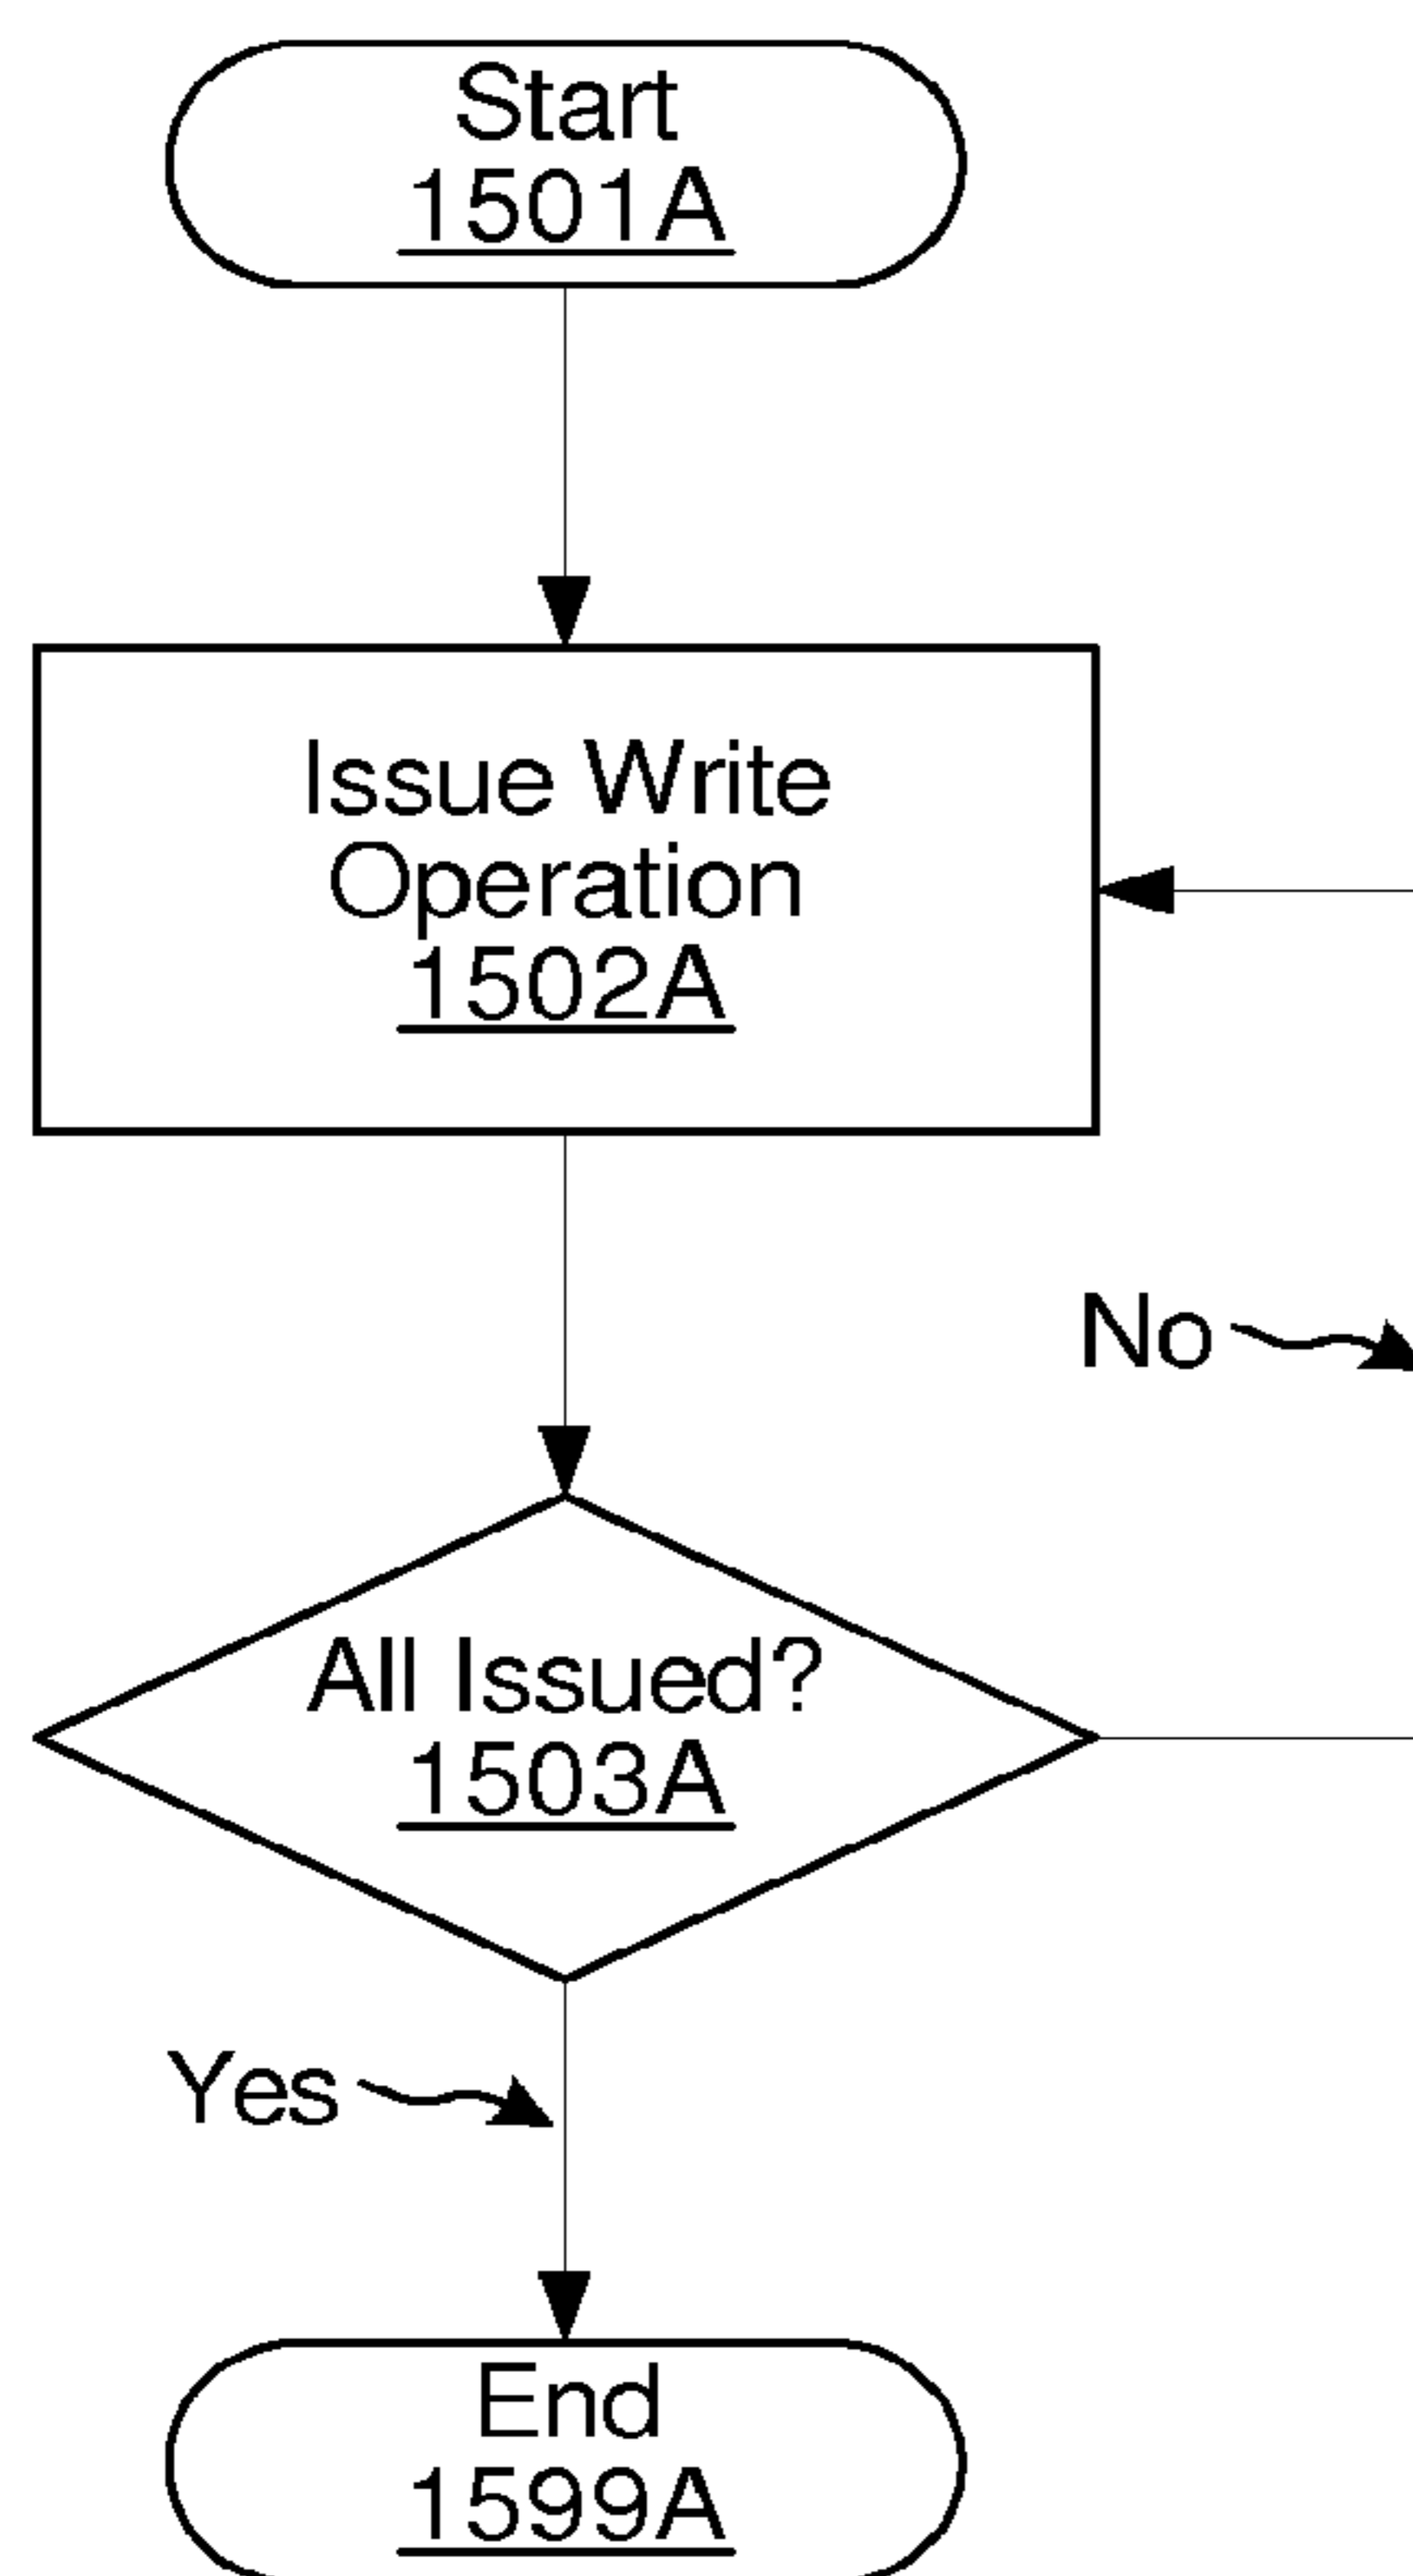 Start
1501A
Issue Write
Operation
1502A
No
All Issued?
1503A
Yes
End
1599A